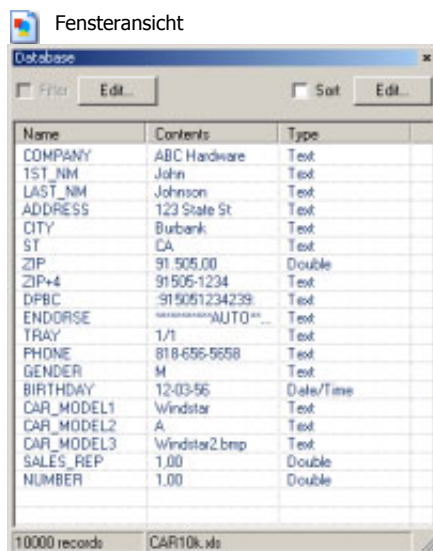 Fensteransicht
Database
Filter Edit... Sort Edit...
Name Contents Type
COMPANY ABC Hardware Text
1ST_NM John Text
LAST_NM Johnson Text
ADDRESS 123 State St Text
CITY Burbank Text
ST CA Text
ZIP 91.505,00 Double
ZIP+4 91505-1234 Text
DPBC :915051234239: Text
ENDORSE AUTO**... Text
TRAY 1/1 Text
PHONE 818-656-5658 Text
GENDER M Text
BIRTHDAY 12-03-56 Date/Time
CAR_MODEL1 Windstar Text
CAR_MODEL2 A Text
CAR_MODEL3 Windstar2.bmp Text
SALES_REP 1,00 Double
NUMBER 1,00 Double
10000 records CAR10k.xls